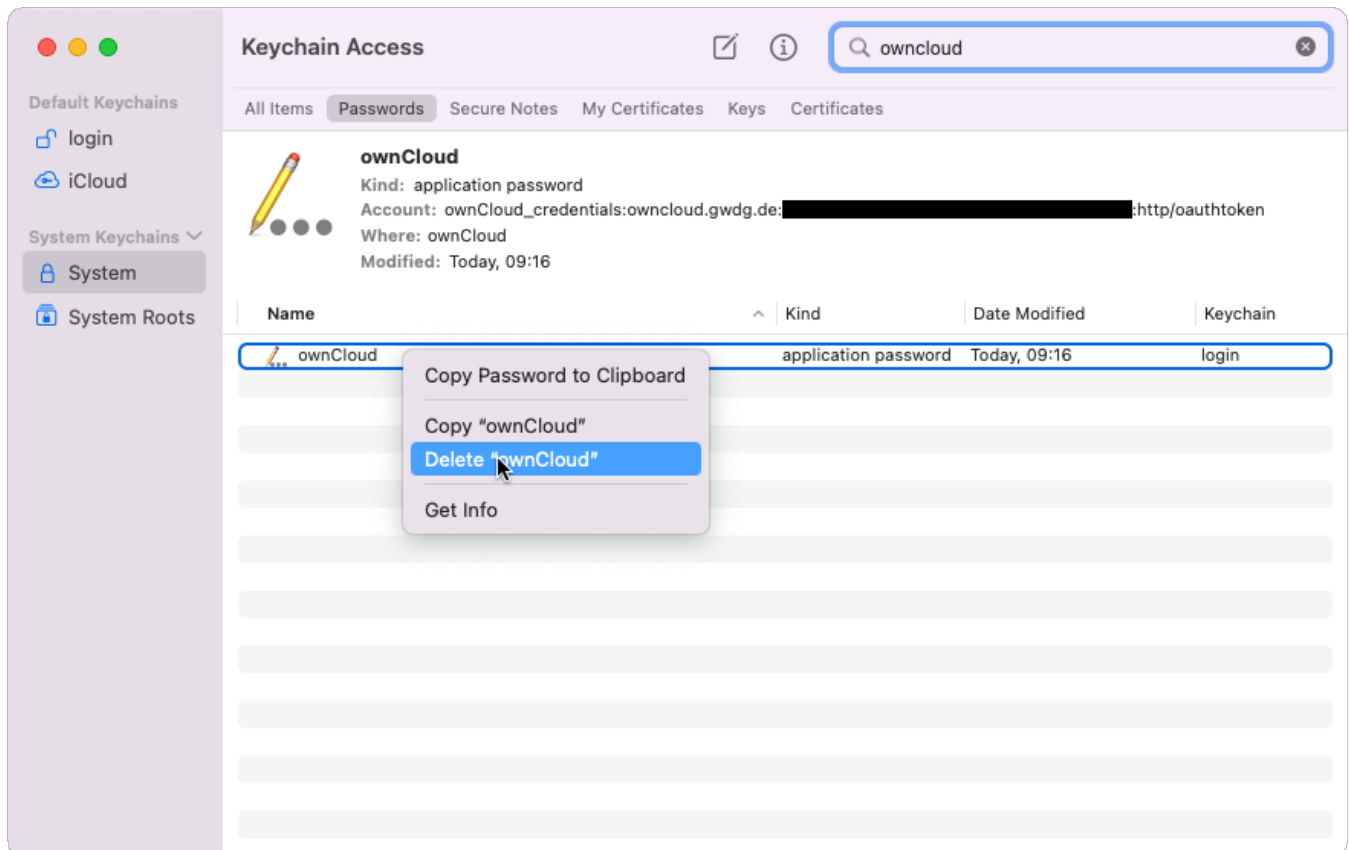 Keychain Access
owncloud
Default Keychains
login
iCloud
System Keychains
System
System Roots
All Items Passwords Secure Notes My Certificates Keys Certificates
ownCloud
Kind: application password
Account: ownCloud_credentials:owncloud.gwdg.de: :http/oauthtoken
Where: ownCloud
Modified: Today, 09:16
Name Kind Date Modified Keychain
ownCloud application password Today, 09:16 login
Copy Password to Clipboard
Copy “ownCloud”
Delete “ownCloud”
Get Info